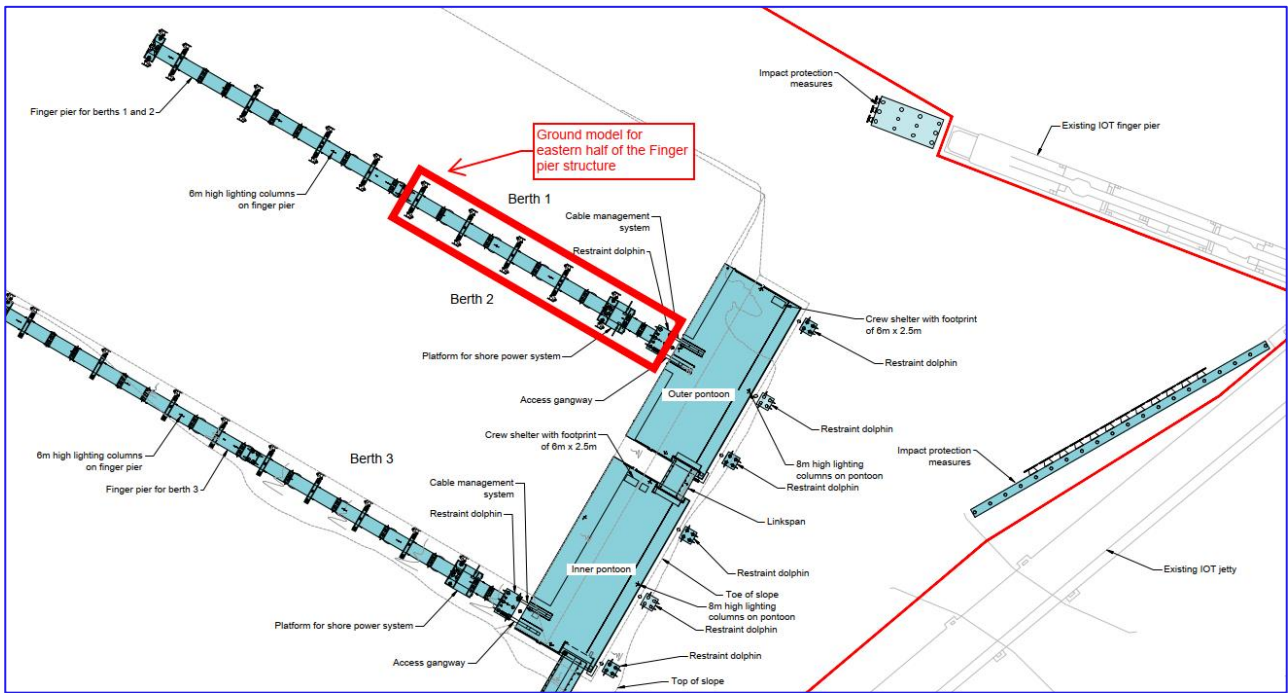 Finger pier for berths 1 and 2
6m high lighting columns
on finger pier
Ground model for
eastern half of the Finger
pier structure
Berth 1
Cable management
system
Restraint dolphin
Berth 2
Platform for shore power system
Access gangway
Impact protection
measures
Existing IOT finger pier
Crew shelter with footprint
of 6m x 2.5m
Restraint dolphin
Outer pontoon
Restraint dolphin
8m high lighting
columns on pontoon
Restraint dolphin
Linkspan
Crew shelter with footprint
of 6m x 2.5m
Berth 3
Cable management
system
Restraint dolphin
6m high lighting columns
on finger pier
Finger pier for berth 3
Inner pontoon
Restraint dolphin
Toe of slope
8m high lighting
columns on pontoon
Restraint dolphin
Restraint dolphin
Top of slope
Platform for shore power system
Access gangway
Impact protection
measures
Existing IOT jetty